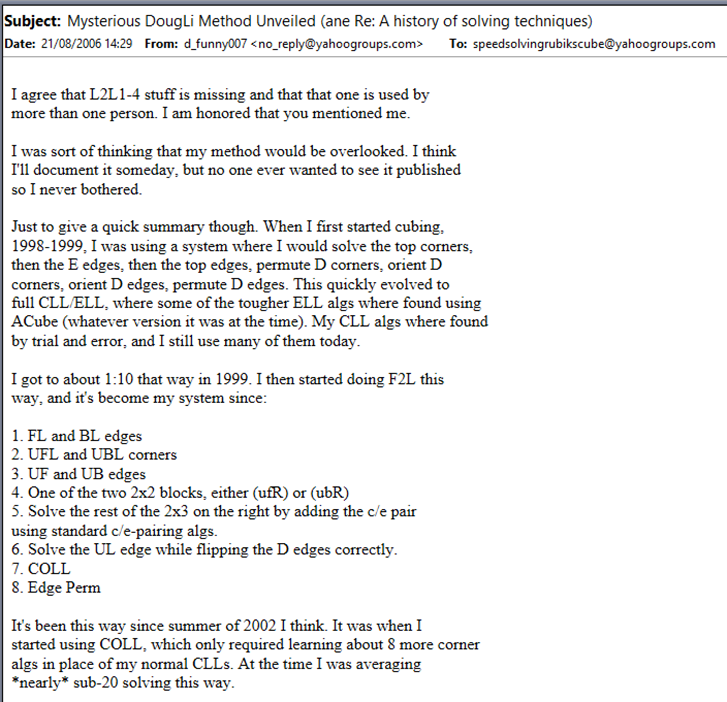 Subject: Mysterious DougLi Method Unveiled (ane Re: A history of solving techniques)
Date: 21/08/2006 14:29 From: d_funny007 <no_reply@yahoogroups.com> To: speedsolvingrubikscube@yahoogroups.com
I agree that L2L1-4 stuff is missing and that that one is used by
more than one person. I am honored that you mentioned me.
I was sort of thinking that my method would be overlooked. I think
I'll document it someday, but no one ever wanted to see it published
so I never bothered.
Just to give a quick summary though. When I first started cubing,
1998-1999, I was using a system where I would solve the top corners,
then the E edges, then the top edges, permute D corners, orient D
corners, orient D edges, permute D edges. This quickly evolved to
full CLL/ELL, where some of the tougher ELL algs where found using
ACube (whatever version it was at the time). My CLL algs where found
by trial and error, and I still use many of them today.
I got to about 1:10 that way in 1999. I then started doing F2L this
way, and it's become my system since:
1. FL and BL edges
2. UFL and UBL corners
3. UF and UB edges
4. One of the two 2x2 blocks, either (ufR) or (ubR)
5. Solve the rest of the 2x3 on the right by adding the c/e pair
using standard c/e-pairing algs.
6. Solve the UL edge while flipping the D edges correctly.
7. COLL
8. Edge Perm
It's been this way since summer of 2002 I think. It was when I
started using COLL, which only required learning about 8 more corner
algs in place of my normal CLLs. At the time I was averaging
*nearly* sub-20 solving this way.